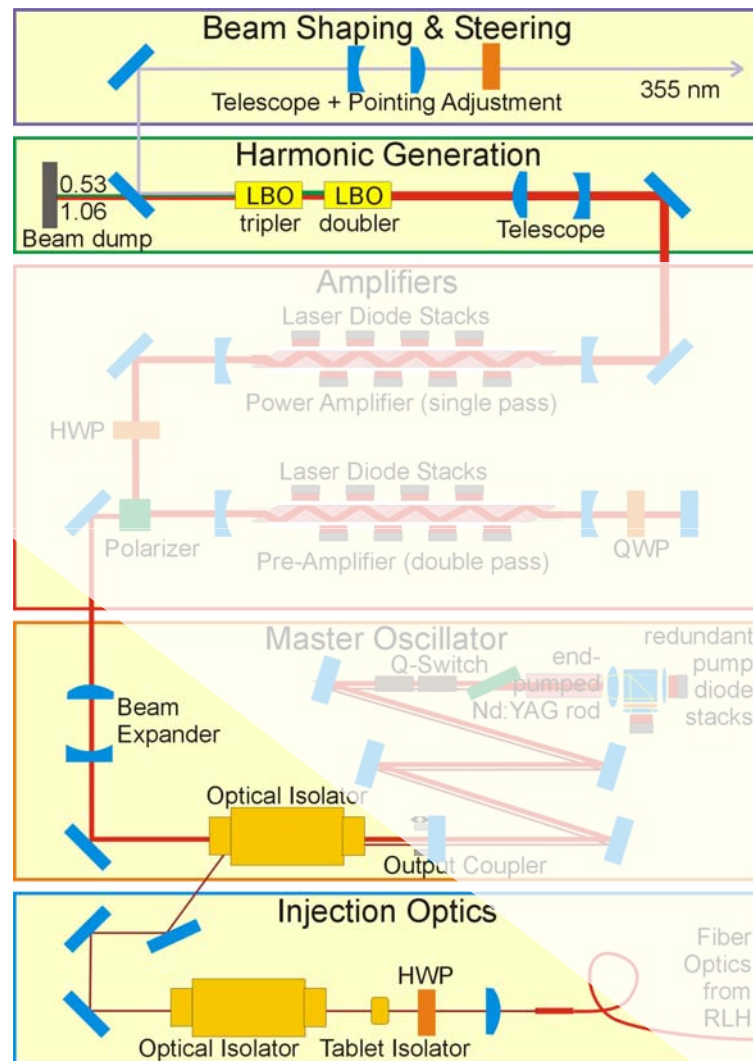 Beam Shaping & Steering
Telescope + Pointing Adjustment
355 nm
Harmonic Generation
0.53
1.06
Beam dump
LBO
tripler
LBO
doubler
Telescope
Amplifiers
Laser Diode Stacks
Power Amplifier (single pass)
HWP
Laser Diode Stacks
Polarizer
Pre-Amplifier (double pass)
QWP
Master Oscillator
Q-Switch
end-
pumped
Nd:YAG rod
redundant
pump
diode
stacks
Beam
Expander
Optical Isolator
Output Coupler
Injection Optics
HWP
Optical Isolator
Tablet Isolator
Fiber
Optics
from
RLH